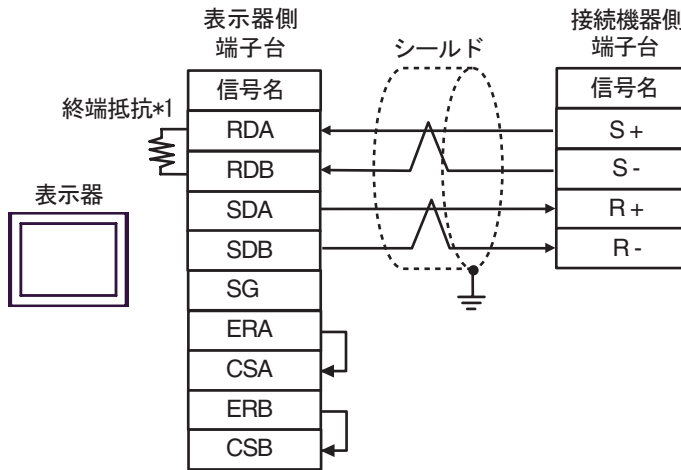 表示器側
端子台
シールド
接続機器側
端子台
信号名
信号名
終端抵抗*1
RDA
S +
RDB
S -
表示器
SDA
R +
SDB
R -
SG
ERA
CSA
ERB
CSB